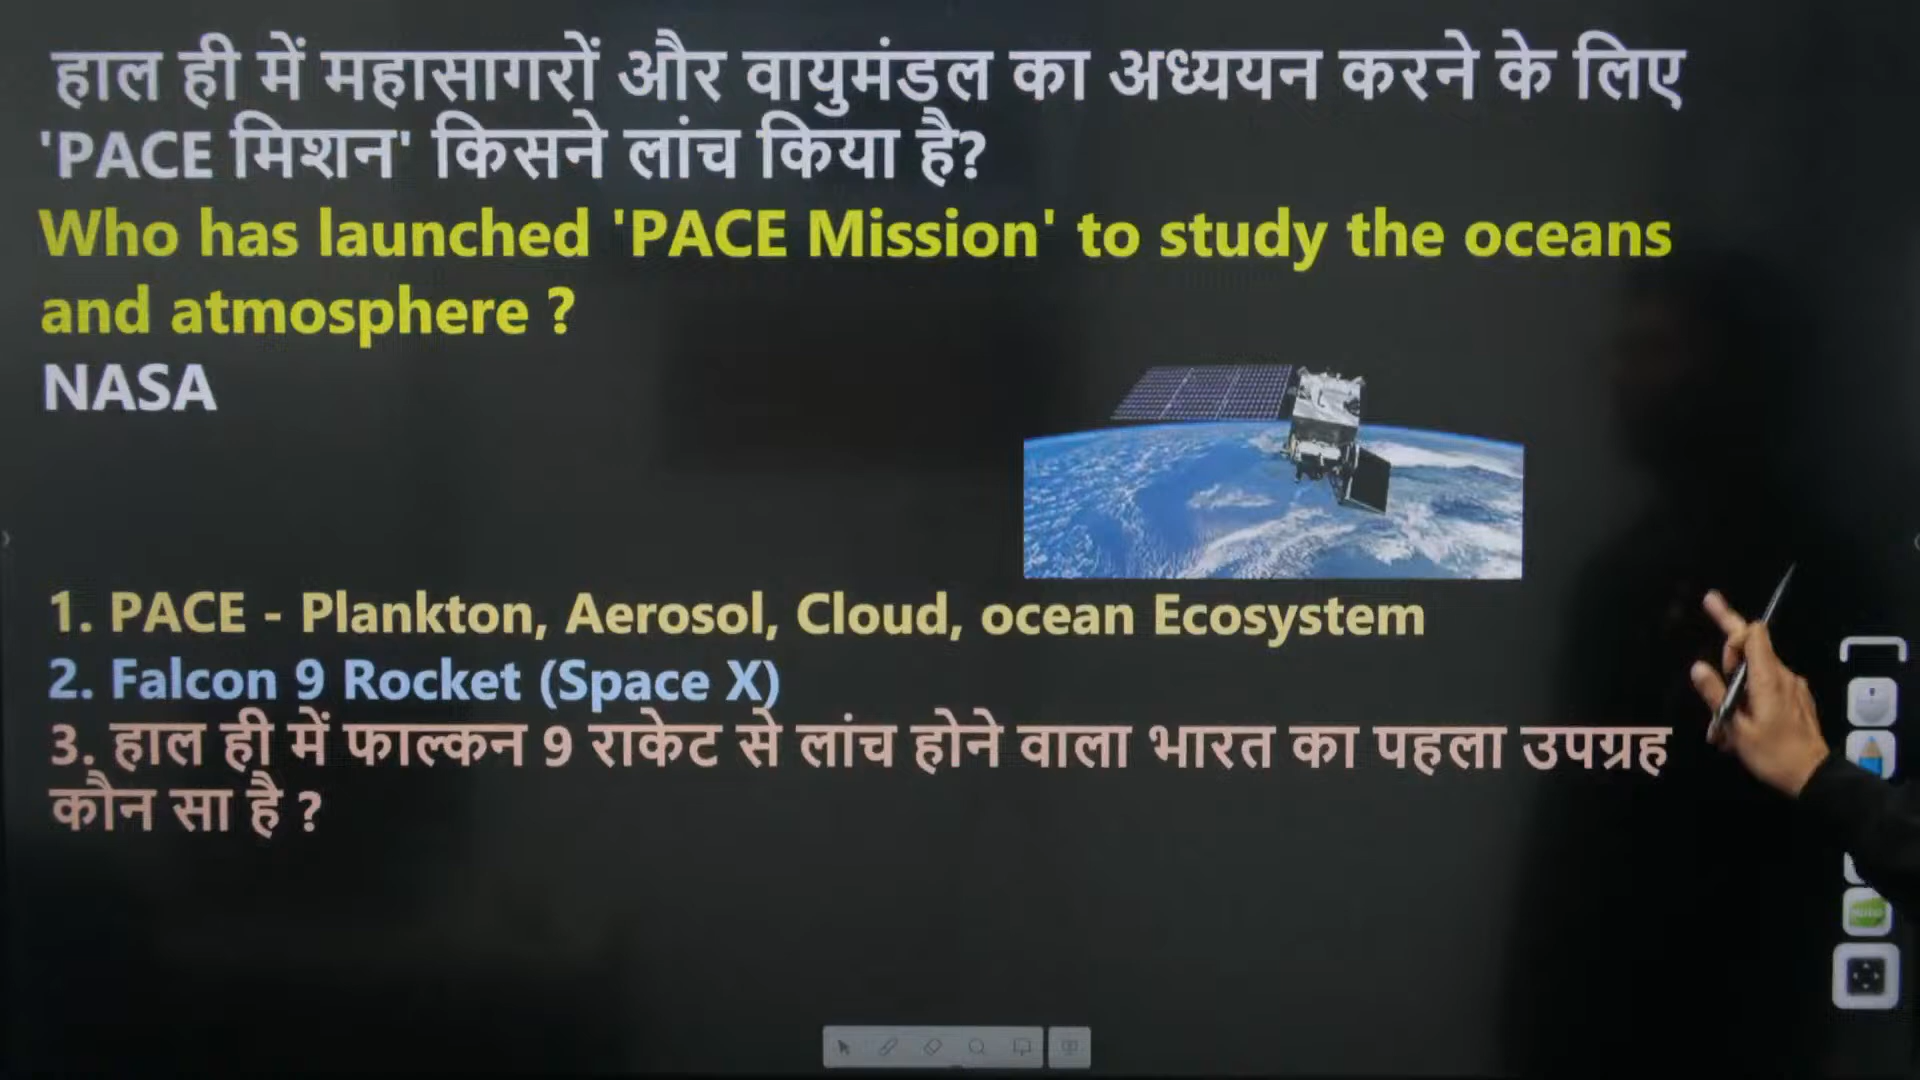 हाल ही में महासागरों और वायुमंडल का अध्ययन करने के लिए
'PACE मिशन' किसने लांच किया है?
Who has launched 'PACE Mission' to study the oceans
and atmosphere ?
NASA
1. PACE - Plankton, Aerosol, Cloud, ocean Ecosystem
2. Falcon 9 Rocket (Space X)
3. हाल ही में फाल्कन 9 राकेट से लांच होने वाला भारत का पहला उपग्रह
कौन सा है ?